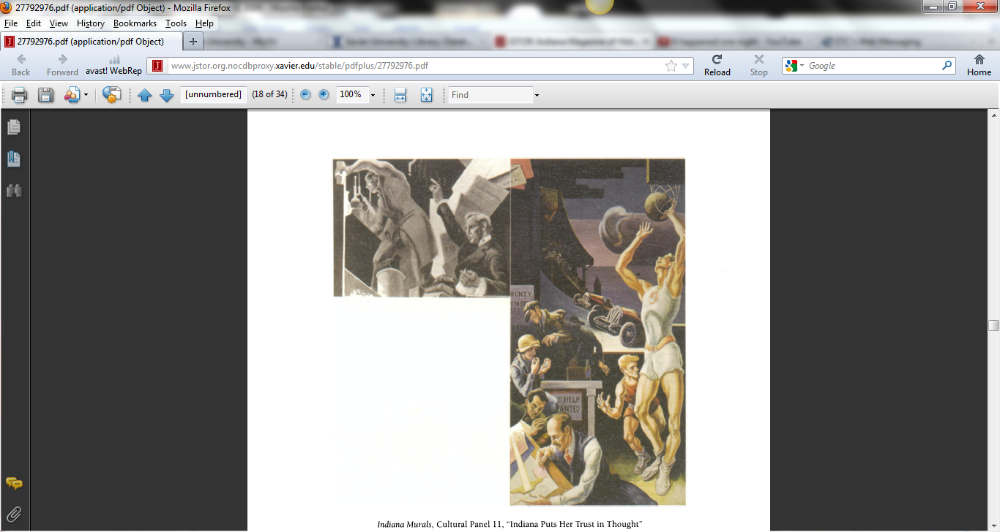 27792976.pdf (application/pdf Object) - Mozilla Firefox
File Edit View History Bookmarks Tools Help
27792976.pdf (application/pdf Object)
Back Forward avast! WebRep www.jstor.org.nocdbproxy.xavier.edu/stable/pdfplus/27792976.pdf Reload Stop Google Home
[unnumbered] (18 of 34) 100% Find
OUNTY
O HELP
ANTED
Indiana Murals, Cultural Panel 11, “Indiana Puts Her Trust in Thought”